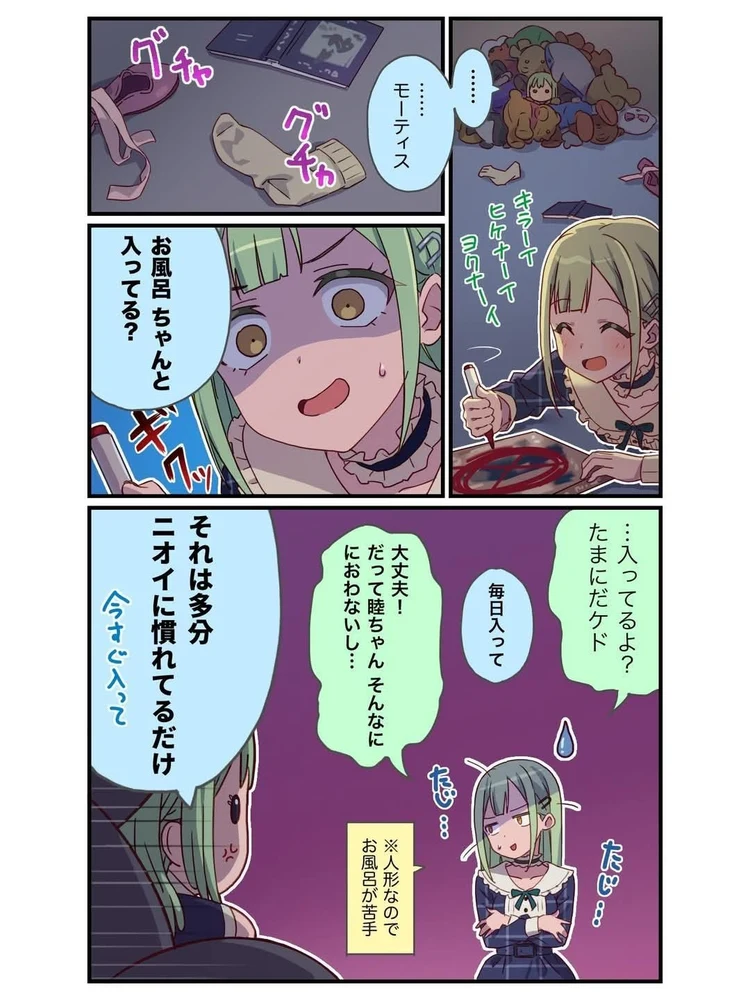 ……
キラーイ
ヒケナーイ
ヨクナーイ
……
モーティス
グチャ
グチャ
お風呂 ちゃんと
入ってる?
ギクッ
…入ってるよ?
たまにだケド
毎日入って
大丈夫!
だって睦ちゃん そんなに
におわないし…
たじ…
たじ…
※人形なので
お風呂が苦手
それは多分
ニオイに慣れてるだけ
今すぐ入って